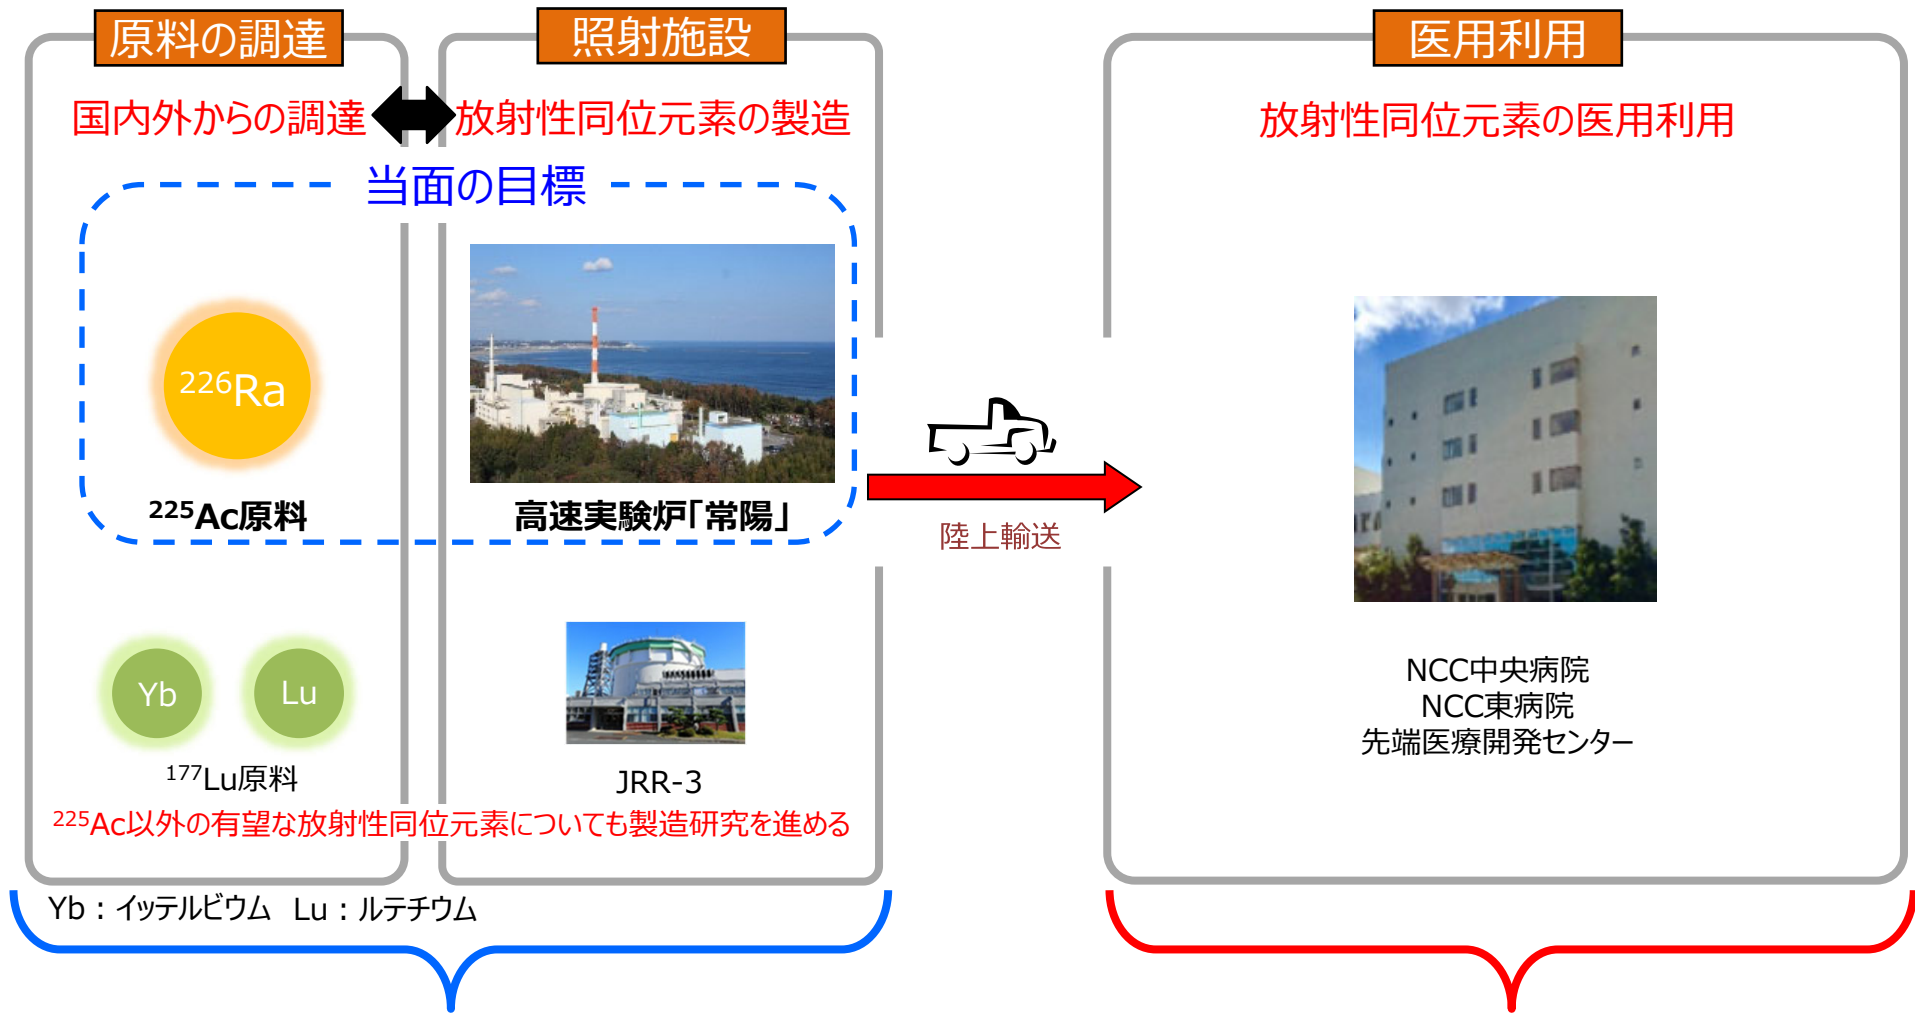 原料の調達
国内外からの調達
照射施設
放射性同位元素の製造
当面の目標
226Ra
225Ac原料
高速実験炉「常陽」
Yb
Lu
177Lu原料
JRR-3
225Ac以外の有望な放射性同位元素についても製造研究を進める
Yb：イッテルビウム Lu：ルテチウム
陸上輸送
医用利用
放射性同位元素の医用利用
NCC中央病院
NCC東病院
先端医療開発センター